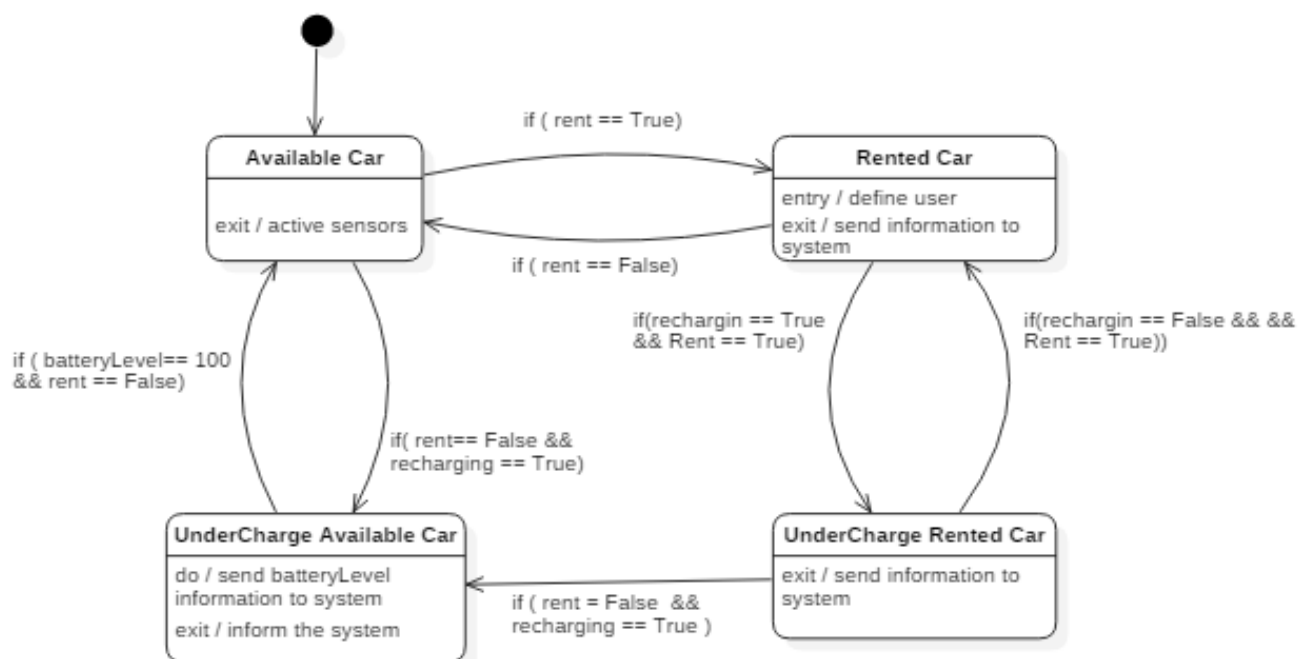 if ( rent == True)
Available Car
exit / active sensors
Rented Car
entry / define user
exit / send information to
system
if ( rent == False)
if(rechargin == True
&& Rent == True)
if(rechargin == False && &&
Rent == True))
if ( batteryLevel== 100
&& rent == False)
if( rent== False &&
recharging == True)
UnderCharge Available Car
do / send batteryLevel
information to system
exit / inform the system
UnderCharge Rented Car
exit / send information to
system
if ( rent = False  &&
recharging == True )